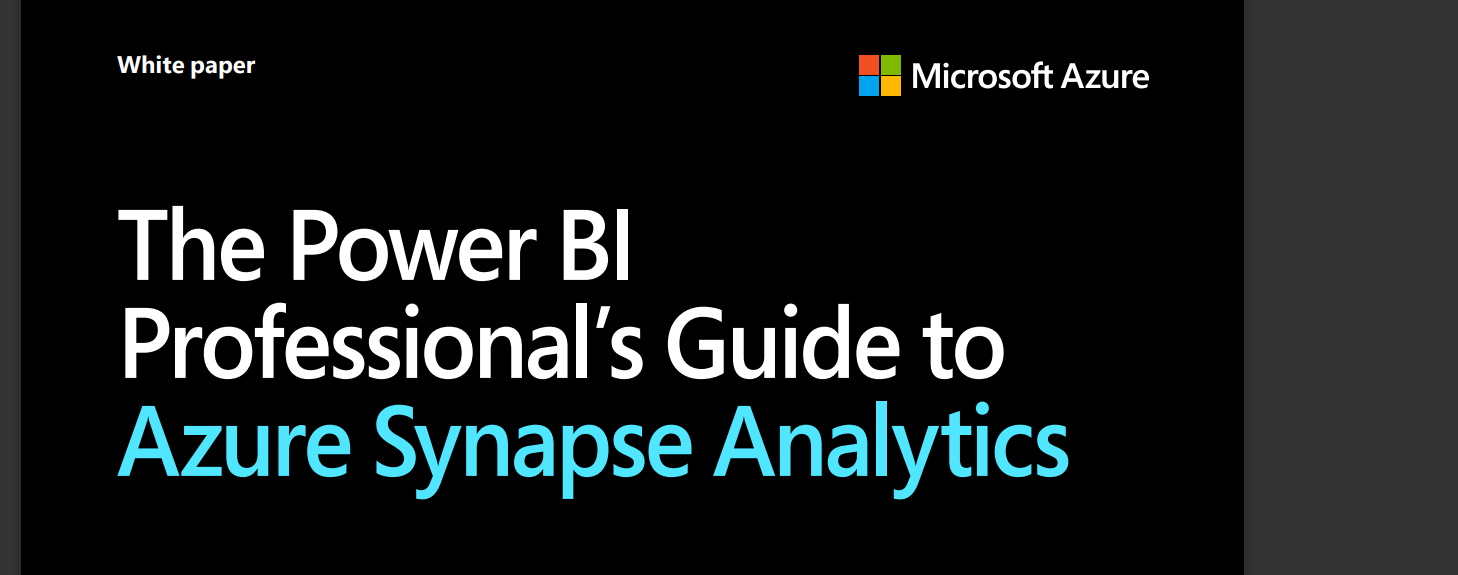 White paper
Microsoft Azure
The Power BI
Professional’s Guide to
Azure Synapse Analytics